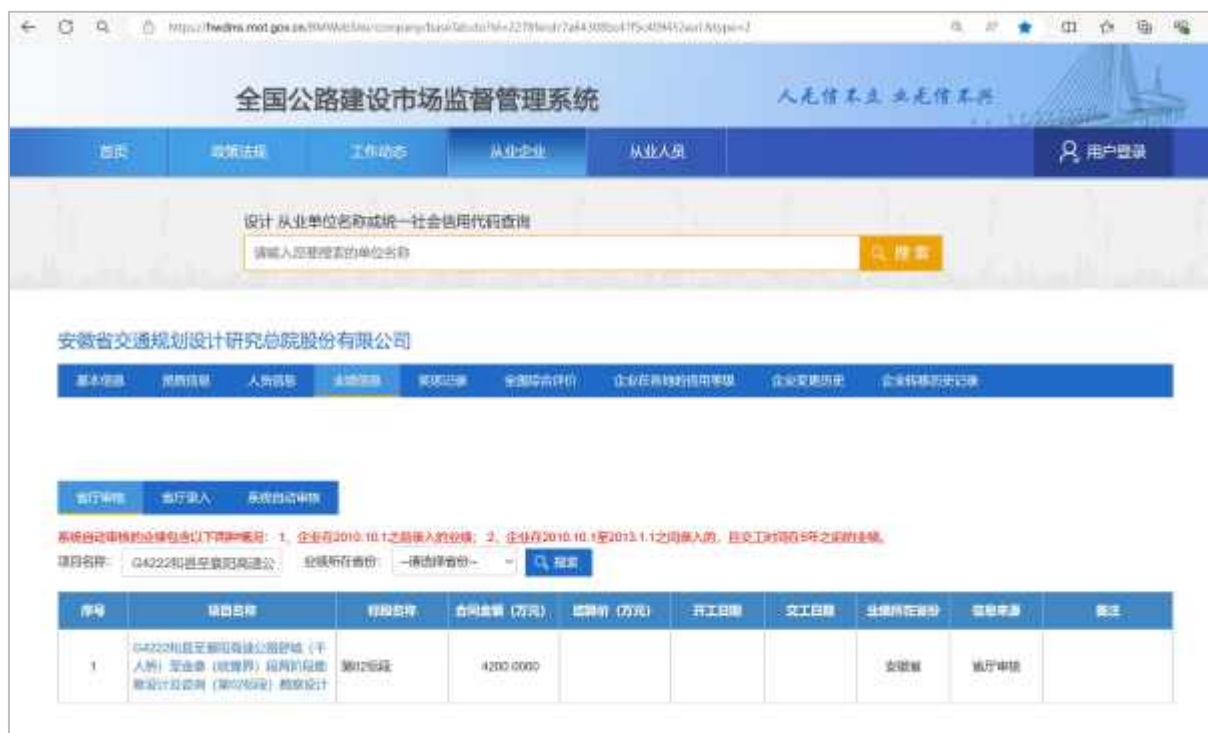 全国公路建设市场监督管理系统
人无信不立 业无信不兴
首页 政策法规 工作动态 从业企业 从业人员 用户登录
设计 从业单位名称或统一社会信用代码查询
请输入您要搜索的单位名称 搜索
安徽省交通规划设计研究总院股份有限公司
基本信息 资质信息 人员信息 业绩信息 奖惩记录 全国综合评价 企业在各地的信用等级 企业变更历史 企业转移历史记录
省厅审核 省厅录入 系统自动审核
系统自动审核的业绩包含以下两种情况：1、企业在2010.10.1之前录入的业绩；2、企业在2010.10.1至2013.1.1之间录入的，且交工时间在5年之前的业绩。
项目名称： G4222和县至襄阳高速公 业绩所在省份： --请选择省份-- 搜索
序号 项目名称 标段名称 合同金额（万元） 结算价（万元） 开工日期 交工日期 业绩所在省份 信息来源 备注
G4222和县至襄阳高速公路舒城（千
1 人桥）至金寨（皖豫界）段两阶段勘 第02标段 4200.0000 安徽省 省厅审核
察设计及咨询（第02标段）勘察设计